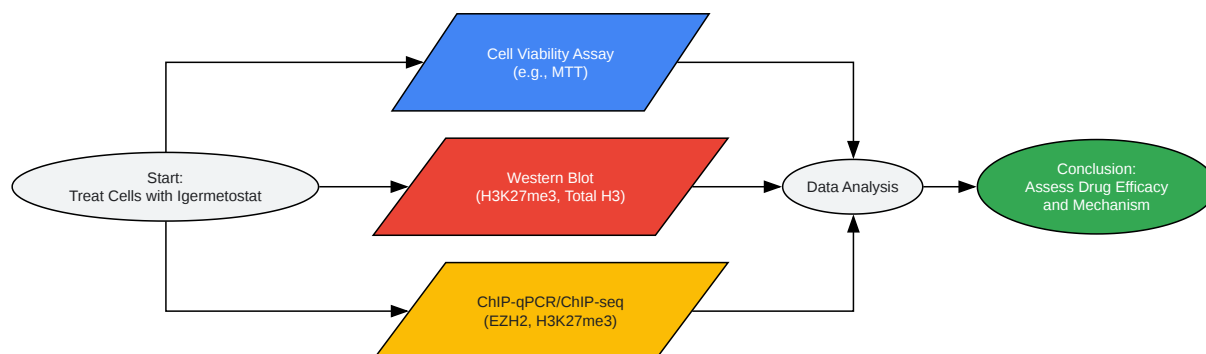 Cell Viability Assay
(e.g., MTT)
Start:
Treat Cells with Igermetostat
Western Blot
(H3K27me3, Total H3)
Data Analysis
Conclusion:
Assess Drug Efficacy
and Mechanism
ChIP-qPCR/ChIP-seq
(EZH2, H3K27me3)